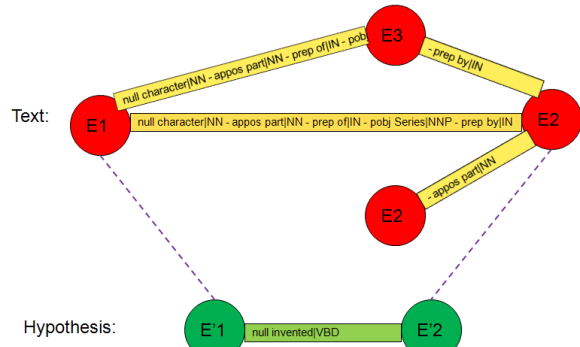 E3
null character|NN - appos part|NN - prep of|IN - pobj
- prep by|IN
Text:
E1
null character|NN - appos part|NN - prep of|IN - pobj Series|NNP - prep by|IN
E2
- appos part|NN
E2
Hypothesis:
E'1
null invented|VBD
E'2